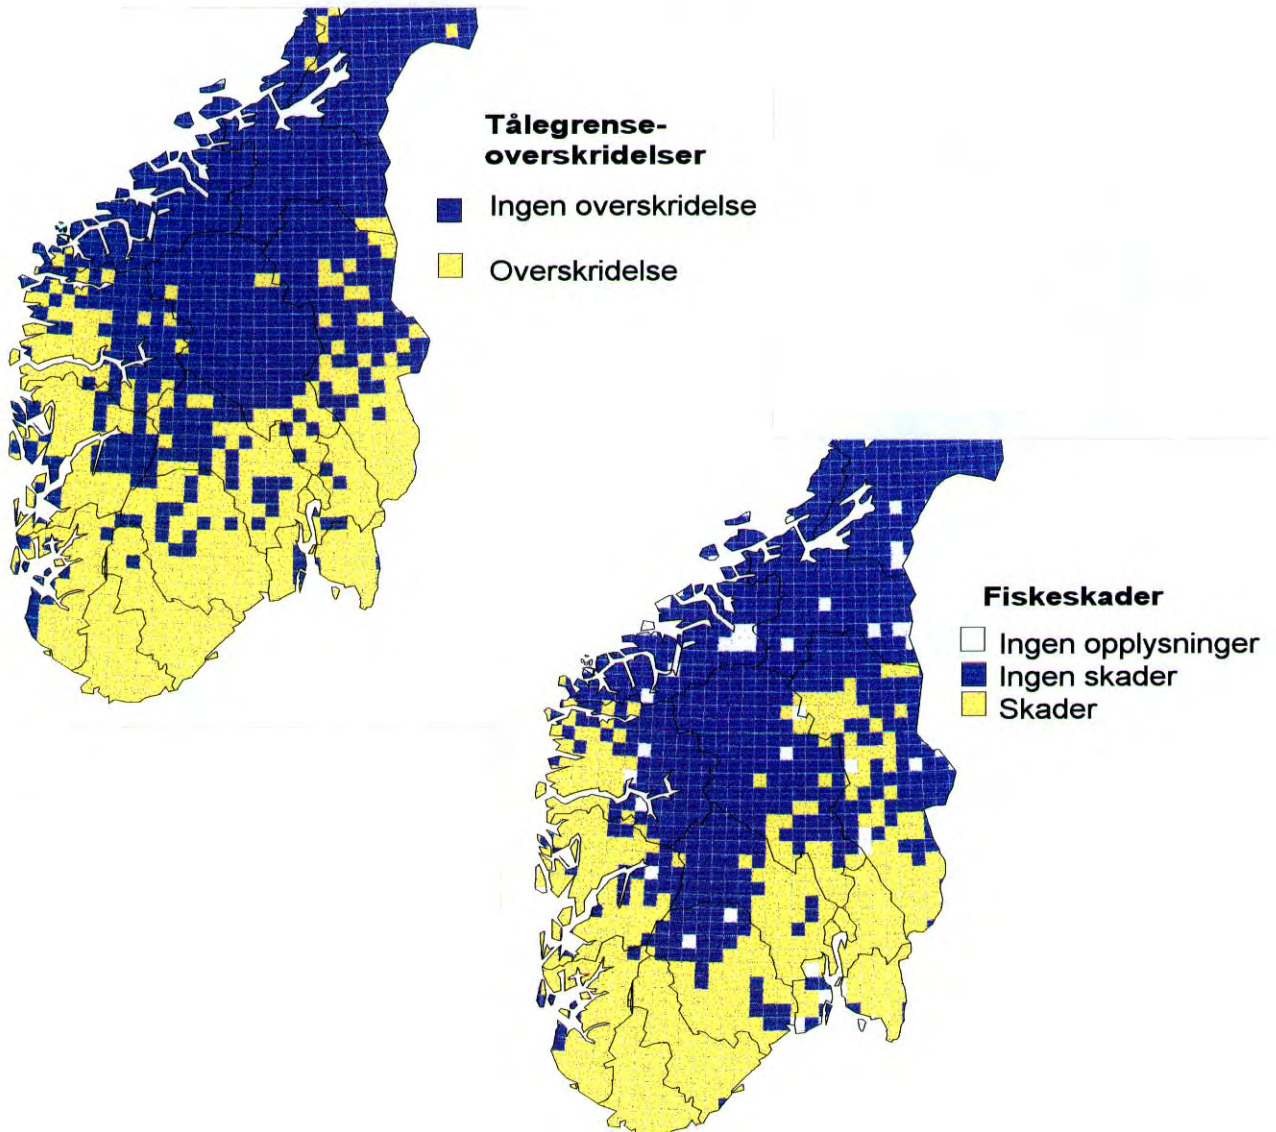 Tålegrense-
overskridelser
Ingen overskridelse
Overskridelse
Fiskeskader
Ingen opplysninger
Ingen skader
Skader